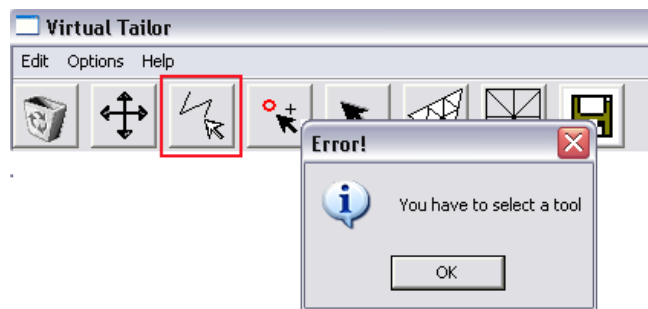 Virtual Tailor
Edit Options Help
Error!
You have to select a tool
OK